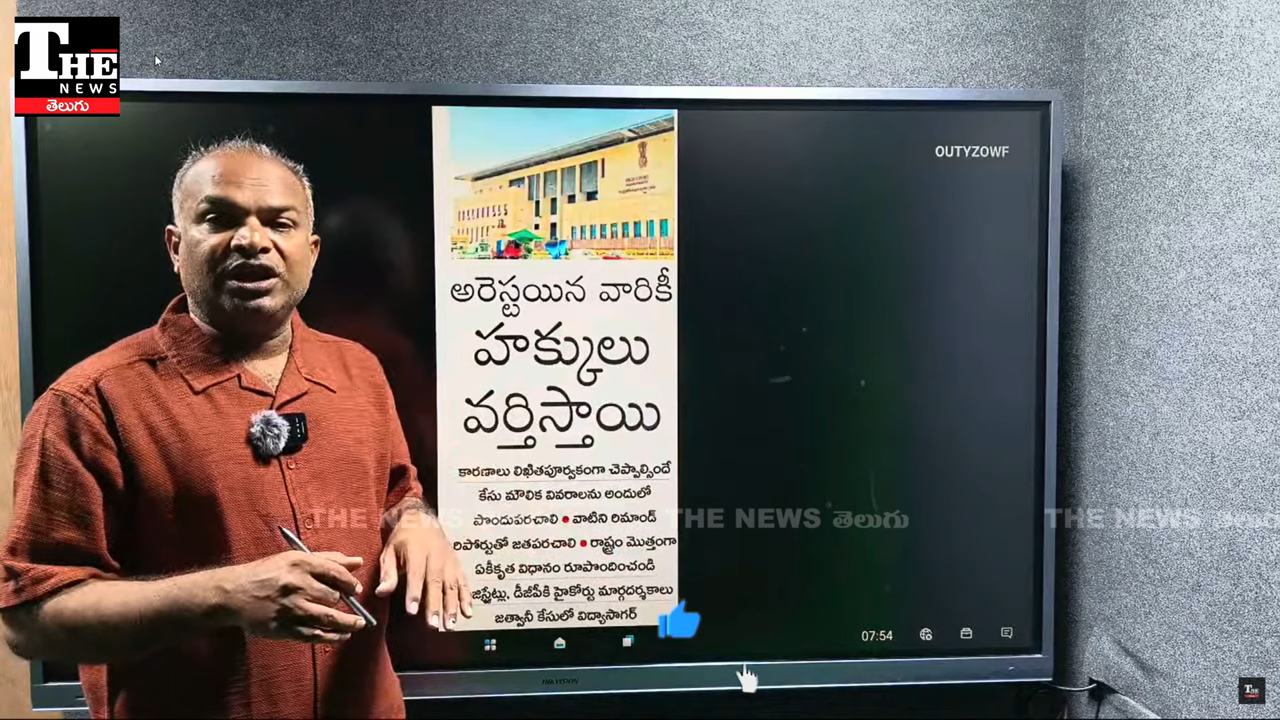 THE
NEWS
తెలుగు
OUTYZOWF
అరెస్టయిన వారికీ
హక్కులు
వర్తిస్తాయి
కారణాలు లిఖితపూర్వకంగా చెప్పాల్సిందే
కేసు మౌలిక వివరాలను అందులో
పొందుపరచాలి • వాటిని రిమాండ్
రిపోర్టుతో జతపరచాలి • రాష్ట్రం మొత్తంగా
ఏకీకృత విధానం రూపొందించండి
డీజీపీకి హైకోర్టు మార్గదర్శకాలు
జత్వానీ కేసులో విద్యాసాగర్
THE NEWS THE NEWS తెలుగు THE NEWS
07:54
HIKVISION